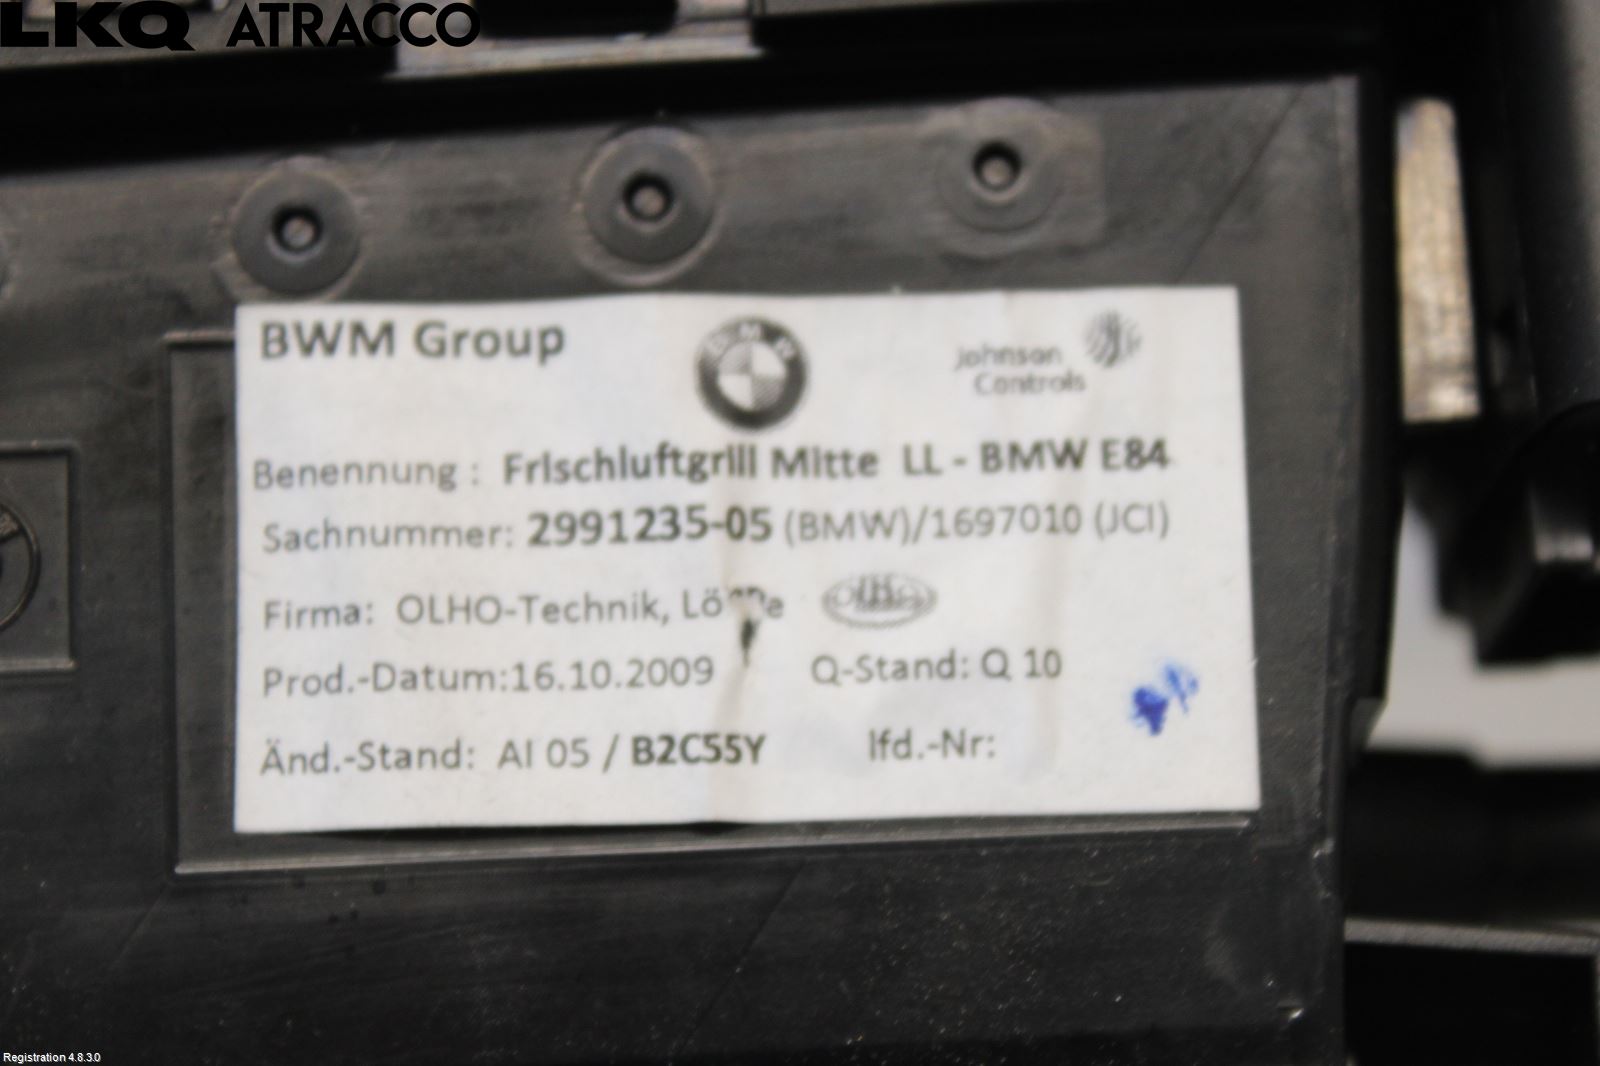 LKQ ATRACCO
BWM Group
BMW
Johnson
Controls
Benennung : Frischluftgrill Mitte LL - BMW E84
Sachnummer: 2991235-05 (BMW)/1697010 (JCI)
Firma: OLHO-Technik,
Prod.-Datum:16.10.2009 Q-Stand: Q 10
Änd.-Stand: AI 05 / B2C55Y lfd.-Nr:
Registration 4.8.3.0